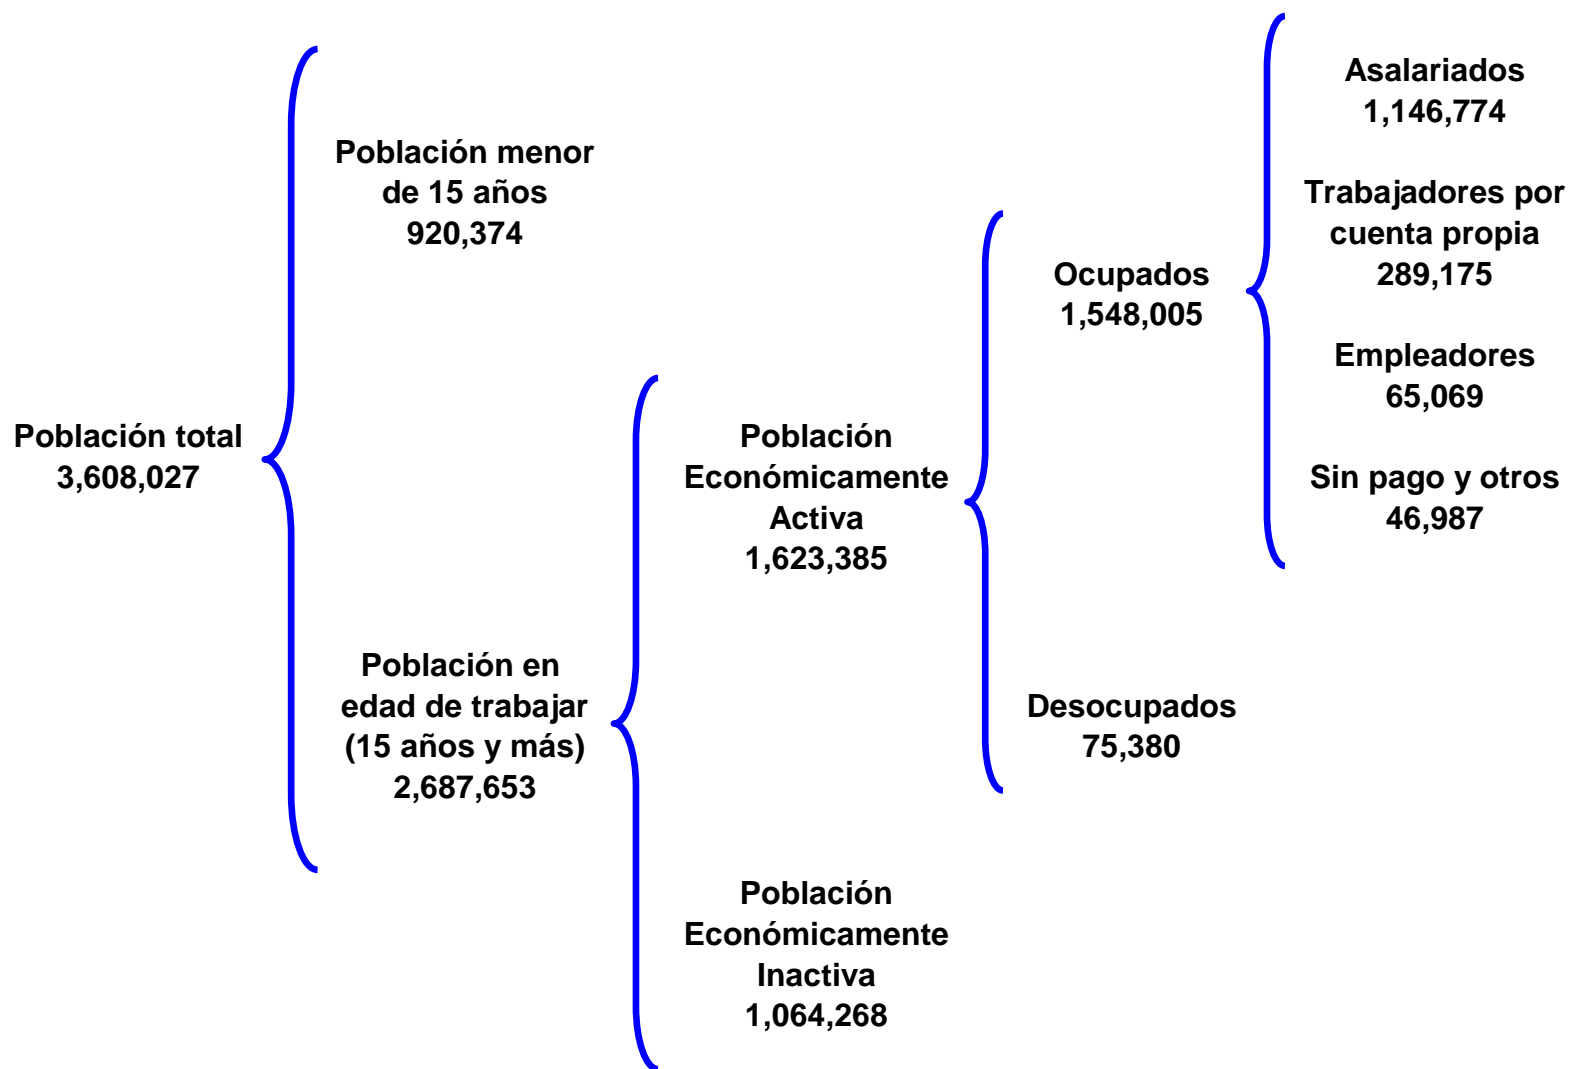 Población total
3,608,027
Población menor
de 15 años
920,374
Población en
edad de trabajar
(15 años y más)
2,687,653
Población
Económicamente
Activa
1,623,385
Población
Económicamente
Inactiva
1,064,268
Ocupados
1,548,005
Desocupados
75,380
Asalariados
1,146,774
Trabajadores por
cuenta propia
289,175
Empleadores
65,069
Sin pago y otros
46,987